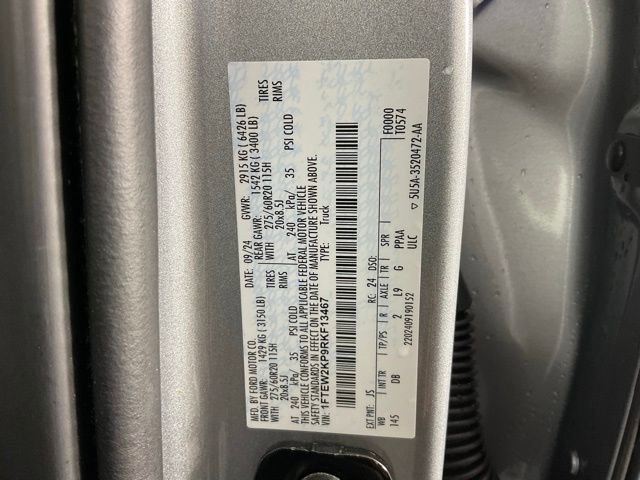 MFD. BY FORD MOTOR CO.
DATE: 09/24 GVWR: 2915 KG ( 6426 LB)
FRONT GAWR: 1429 KG ( 3150 LB) REAR GAWR: 1542 KG ( 3400 LB)
WITH 275/60R20 115H TIRES WITH 275/60R20 115H TIRES
20x8.5J RIMS 20x8.5J RIMS
AT 240 kPa/ 35 PSI COLD AT 240 kPa/ 35 PSI COLD
THIS VEHICLE CONFORMS TO ALL APPLICABLE FEDERAL MOTOR VEHICLE
SAFETY STANDARDS IN EFFECT ON THE DATE OF MANUFACTURE SHOWN ABOVE.
VIN: 1FTEW2KP9RKF13467 TYPE: Truck
F0000
T0574
EXT PNT: JS RC: 24 DSO:
WB INT TR TP/PS R AXLE TR SPR
145 DB 2 L9 G PPAA
ULC
2202409190152 ▽ 5U5A-3520472-AA